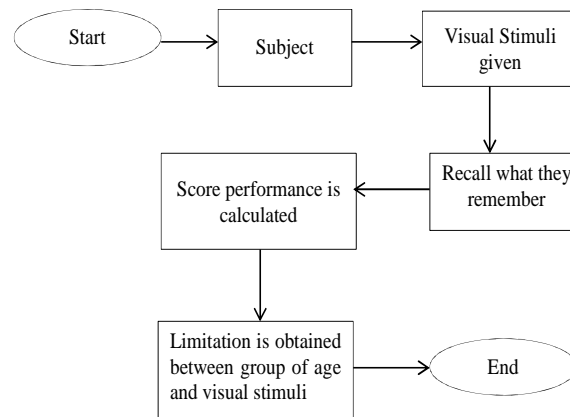 Start
Subject
Visual Stimuli
given
Recall what they
remember
Score performance is
calculated
Limitation is obtained
between group of age
and visual stimuli
End